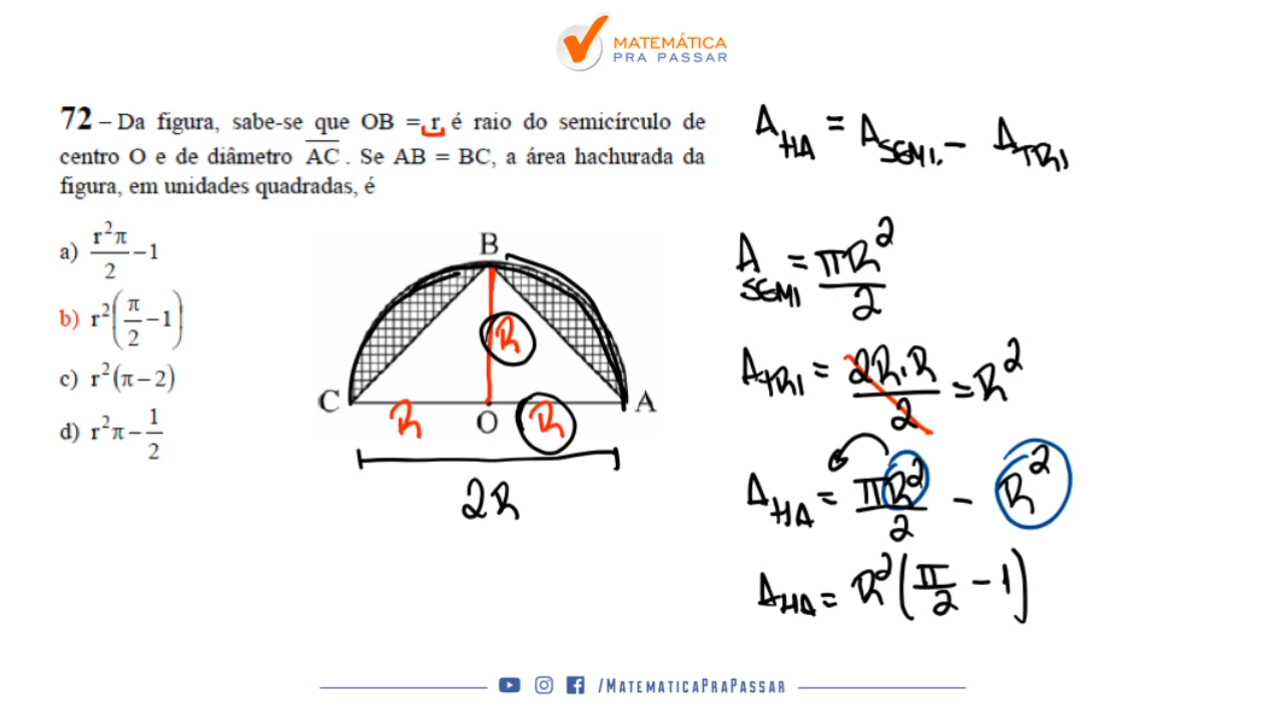 MATEMÁTICA
PRA PASSAR
72 – Da figura, sabe-se que OB = r, é raio do semicírculo de
centro O e de diâmetro A̅C̅. Se AB = BC, a área hachurada da
figura, em unidades quadradas, é
a) r²π/2 − 1
b) r²(π/2 − 1)
c) r²(π − 2)
d) r²π − 1/2
B
R
C
R
O
R
A
2R
A_HA = A_SEMI. − A_TRI
A_SEMI = πR²/2
A_TRI = 2R.R/2 = R²
A_HA = πR²/2 − R²
A_HA = R²(π/2 − 1)
/MATEMATICAPRAPASSAR